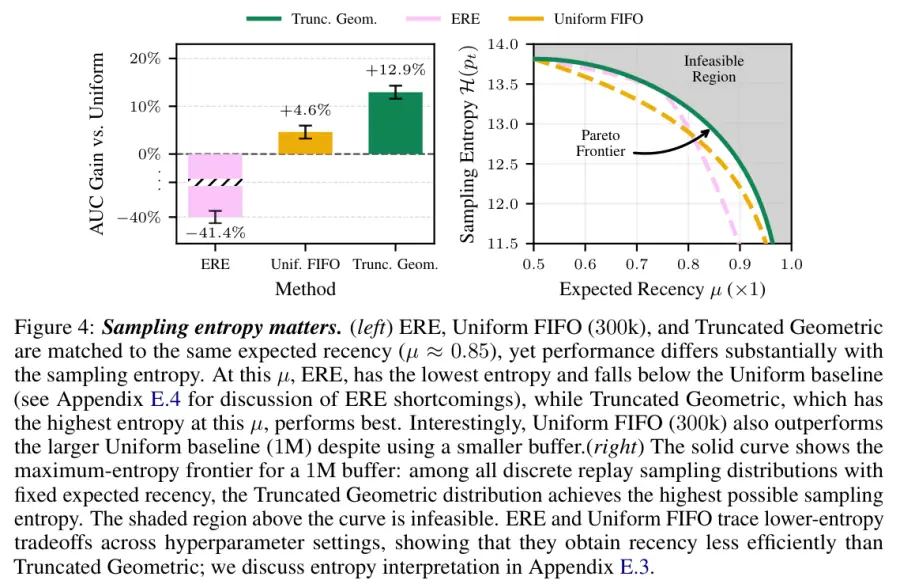 Trunc. Geom. ERE Uniform FIFO
AUC Gain vs. Uniform
20%
10%
0%
−40%
+12.9%
+4.6%
−41.4%
ERE Unif. FIFO Trunc. Geom.
Method
Sampling Entropy H(pₜ)
14.0
13.5
13.0
12.5
12.0
11.5
Infeasible
Region
Pareto
Frontier
0.5 0.6 0.7 0.8 0.9 1.0
Expected Recency μ (×1)
Figure 4: Sampling entropy matters. (left) ERE, Uniform FIFO (300k), and Truncated Geometric
are matched to the same expected recency (μ ≈ 0.85), yet performance differs substantially with
the sampling entropy. At this μ, ERE, has the lowest entropy and falls below the Uniform baseline
(see Appendix E.4 for discussion of ERE shortcomings), while Truncated Geometric, which has
the highest entropy at this μ, performs best. Interestingly, Uniform FIFO (300k) also outperforms
the larger Uniform baseline (1M) despite using a smaller buffer.(right) The solid curve shows the
maximum-entropy frontier for a 1M buffer: among all discrete replay sampling distributions with
fixed expected recency, the Truncated Geometric distribution achieves the highest possible sampling
entropy. The shaded region above the curve is infeasible. ERE and Uniform FIFO trace lower-entropy
tradeoffs across hyperparameter settings, showing that they obtain recency less efficiently than
Truncated Geometric; we discuss entropy interpretation in Appendix E.3.